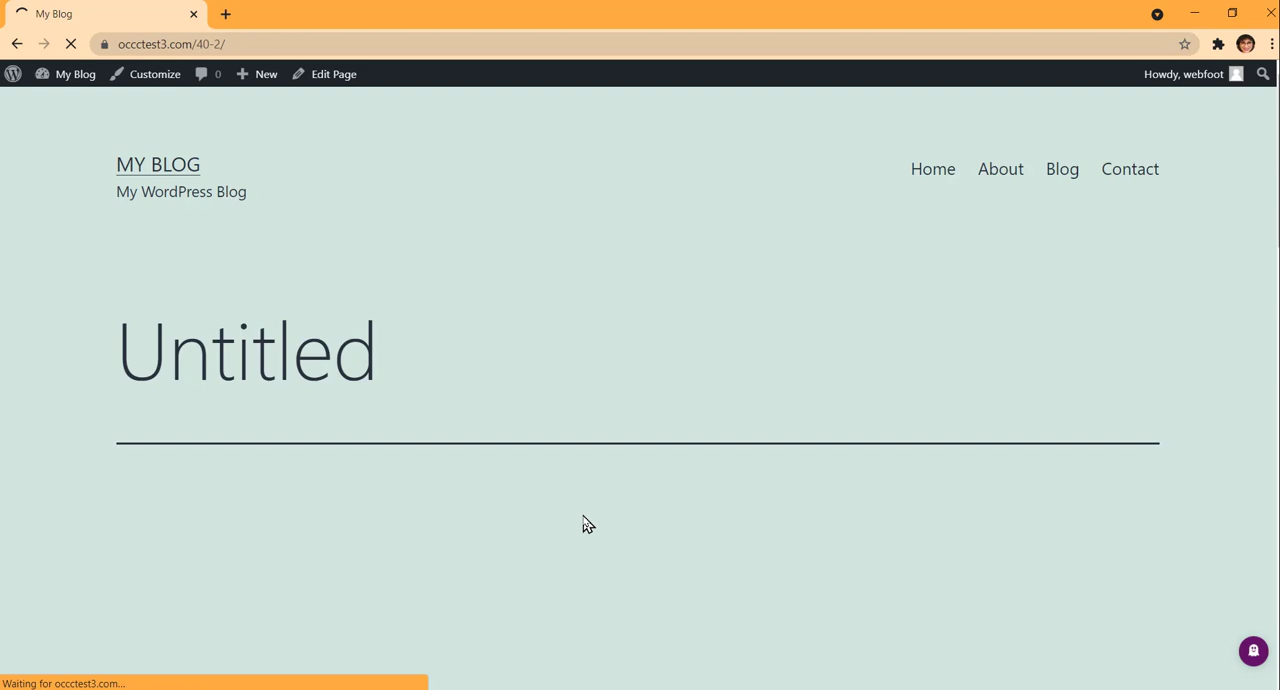 My Blog
occctest3.com/40-2/
My Blog Customize 0 New Edit Page Howdy, webfoot
MY BLOG
My WordPress Blog
Home About Blog Contact
Untitled
Waiting for occctest3.com...